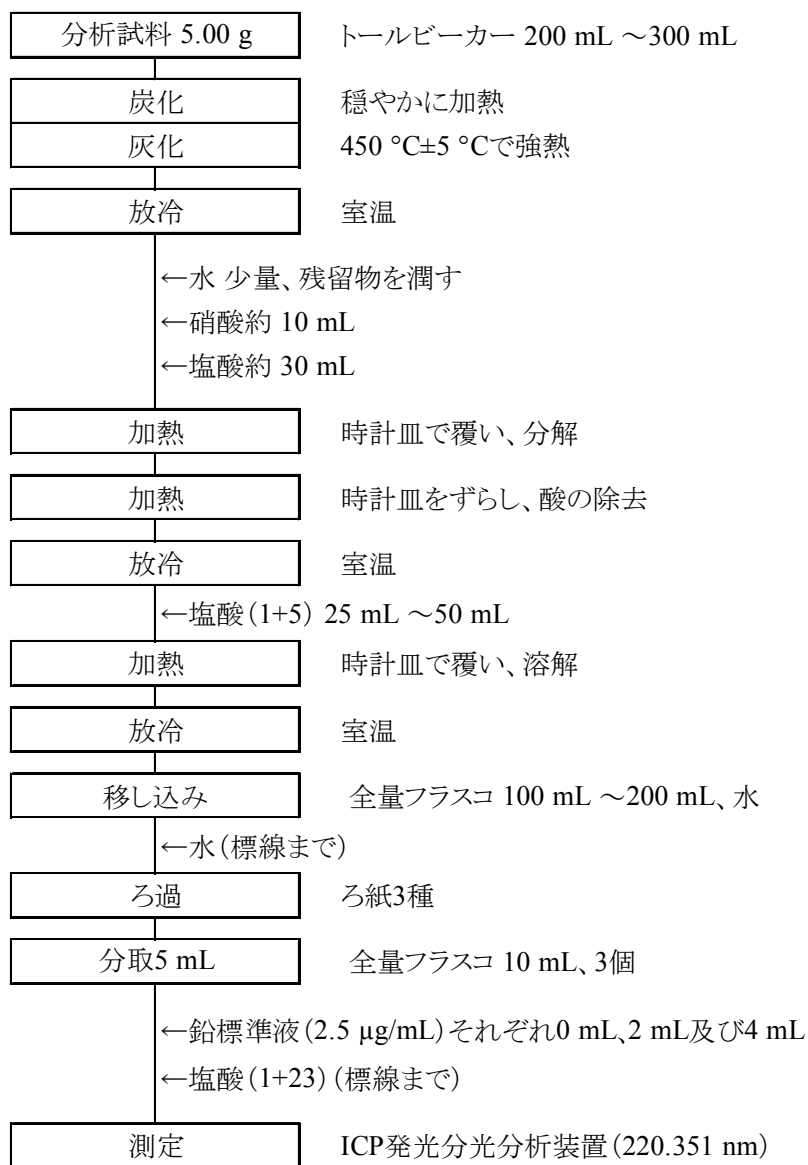 分析試料 5.00 g トールビーカー 200 mL ～300 mL
炭化 穏やかに加熱
灰化 450 °C±5 °Cで強熱
放冷 室温
←水 少量、残留物を潤す
←硝酸約 10 mL
←塩酸約 30 mL
加熱 時計皿で覆い、分解
加熱 時計皿をずらし、酸の除去
放冷 室温
←塩酸（1+5） 25 mL ～50 mL
加熱 時計皿で覆い、溶解
放冷 室温
移し込み 全量フラスコ 100 mL ～200 mL、水
←水（標線まで）
ろ過 ろ紙3種
分取5 mL 全量フラスコ 10 mL、3個
←鉛標準液（2.5 µg/mL）それぞれ0 mL、2 mL及び4 mL
←塩酸（1+23）（標線まで）
測定 ICP発光分光分析装置（220.351 nm）